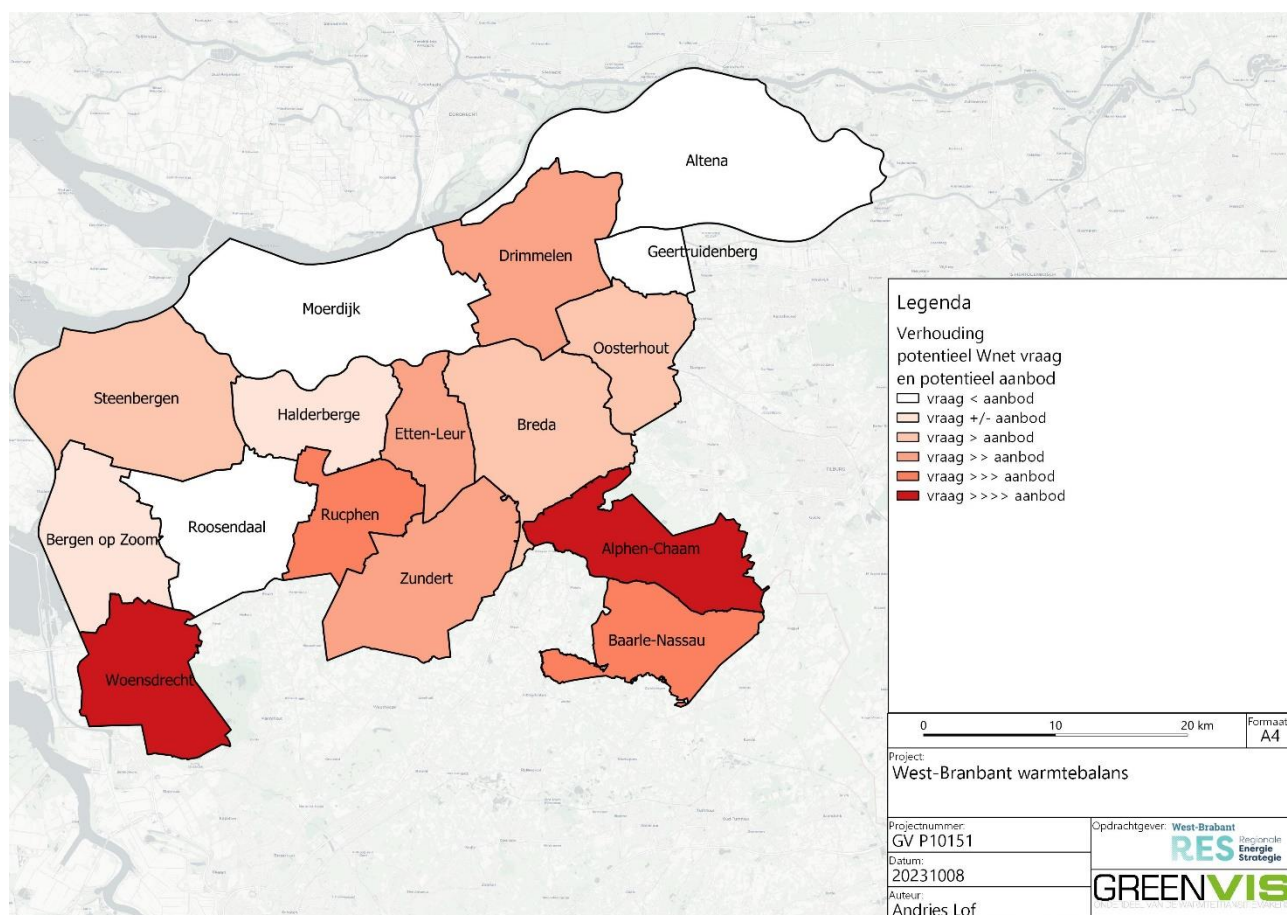 Altena
Geertruidenberg
Drimmelen
Moerdijk
Oosterhout
Steenbergen
Halderberge
Etten-Leur
Breda
Bergen op Zoom
Roosendaal
Rucphen
Alphen-Chaam
Zundert
Baarle-Nassau
Woensdrecht
Legenda
Verhouding
potentieel Wnet vraag
en potentieel aanbod
vraag < aanbod
vraag +/- aanbod
vraag > aanbod
vraag >> aanbod
vraag >>> aanbod
vraag >>>> aanbod
0 10 20 km
Formaat
A4
Project:
West-Branbant warmtebalans
Projectnummer:
GV P10151
Datum:
20231008
Auteur:
Andries Lof
Opdrachtgever:
West-Brabant
RES Regionale
Energie
Strategie
GREENVIS